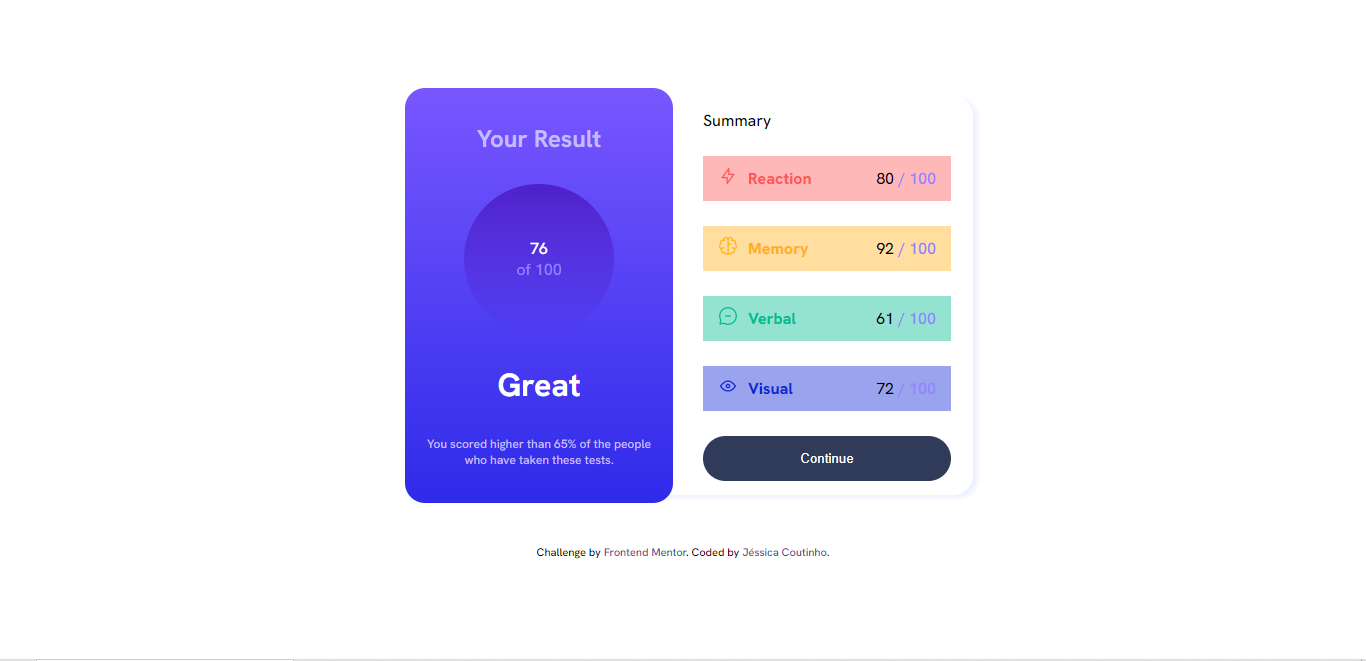 Your Result
76
of 100
Great
You scored higher than 65% of the people
who have taken these tests.
Summary
Reaction 80 / 100
Memory 92 / 100
Verbal 61 / 100
Visual 72 / 100
Continue
Challenge by Frontend Mentor. Coded by Jéssica Coutinho.